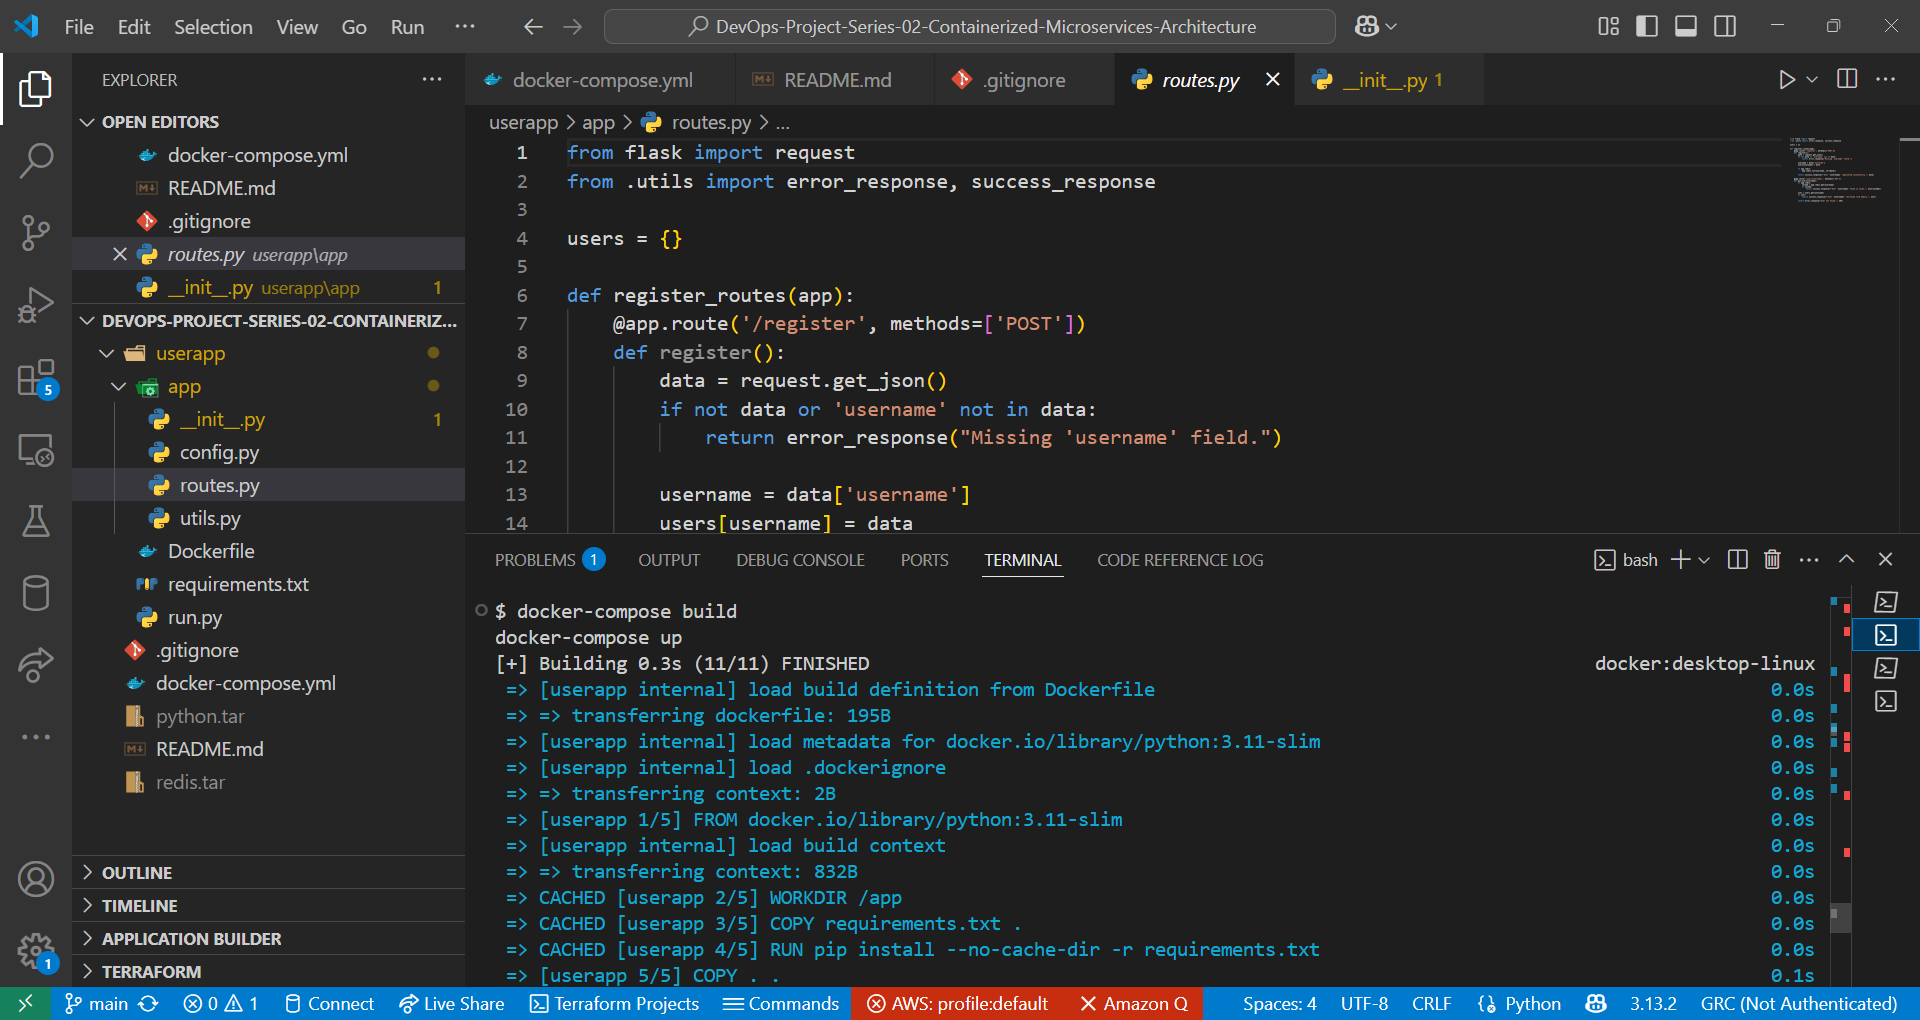 File Edit Selection View Go Run ··· DevOps-Project-Series-02-Containerized-Microservices-Architecture
EXPLORER ···
OPEN EDITORS
docker-compose.yml
README.md
.gitignore
routes.py userapp\app
__init__.py userapp\app 1
DEVOPS-PROJECT-SERIES-02-CONTAINERIZ...
userapp
app
__init__.py 1
config.py
routes.py
utils.py
Dockerfile
requirements.txt
run.py
.gitignore
docker-compose.yml
python.tar
README.md
redis.tar
OUTLINE
TIMELINE
APPLICATION BUILDER
TERRAFORM
5
1
docker-compose.yml README.md .gitignore routes.py __init__.py 1
userapp > app > routes.py > ...
1 from flask import request
2 from .utils import error_response, success_response
3
4 users = {}
5
6 def register_routes(app):
7 @app.route('/register', methods=['POST'])
8 def register():
9 data = request.get_json()
10 if not data or 'username' not in data:
11 return error_response("Missing 'username' field.")
12
13 username = data['username']
14 users[username] = data
PROBLEMS 1 OUTPUT DEBUG CONSOLE PORTS TERMINAL CODE REFERENCE LOG bash
$ docker-compose build
docker-compose up
[+] Building 0.3s (11/11) FINISHED docker:desktop-linux
=> [userapp internal] load build definition from Dockerfile 0.0s
=> => transferring dockerfile: 195B 0.0s
=> [userapp internal] load metadata for docker.io/library/python:3.11-slim 0.0s
=> [userapp internal] load .dockerignore 0.0s
=> => transferring context: 2B 0.0s
=> [userapp 1/5] FROM docker.io/library/python:3.11-slim 0.0s
=> [userapp internal] load build context 0.0s
=> => transferring context: 832B 0.0s
=> CACHED [userapp 2/5] WORKDIR /app 0.0s
=> CACHED [userapp 3/5] COPY requirements.txt . 0.0s
=> CACHED [userapp 4/5] RUN pip install --no-cache-dir -r requirements.txt 0.0s
=> [userapp 5/5] COPY . . 0.1s
main 0 1 Connect Live Share Terraform Projects Commands AWS: profile:default Amazon Q Spaces: 4 UTF-8 CRLF Python 3.13.2 GRC (Not Authenticated)